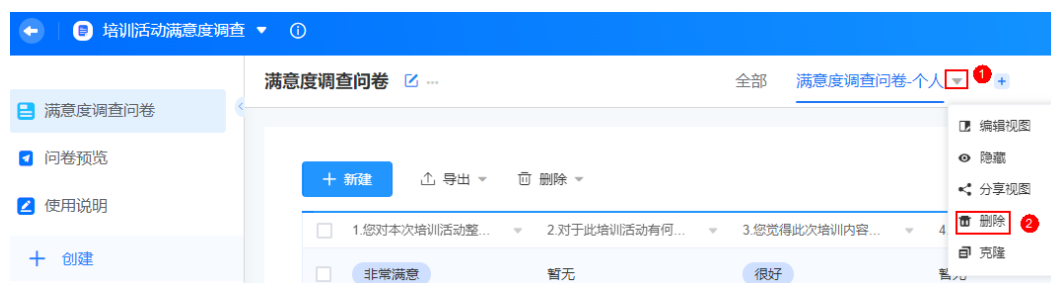 培训活动满意度调查
满意度调查问卷 ...
全部 满意度调查问卷-个人 1 +
满意度调查问卷
编辑视图
问卷预览
隐藏
+ 新建 导出 删除
分享视图
使用说明
删除 2
1.您对本次培训活动整... 2.对于此培训活动有何... 3.您觉得此次培训内容... 4
+ 创建
克隆
非常满意 暂无 很好 暂无